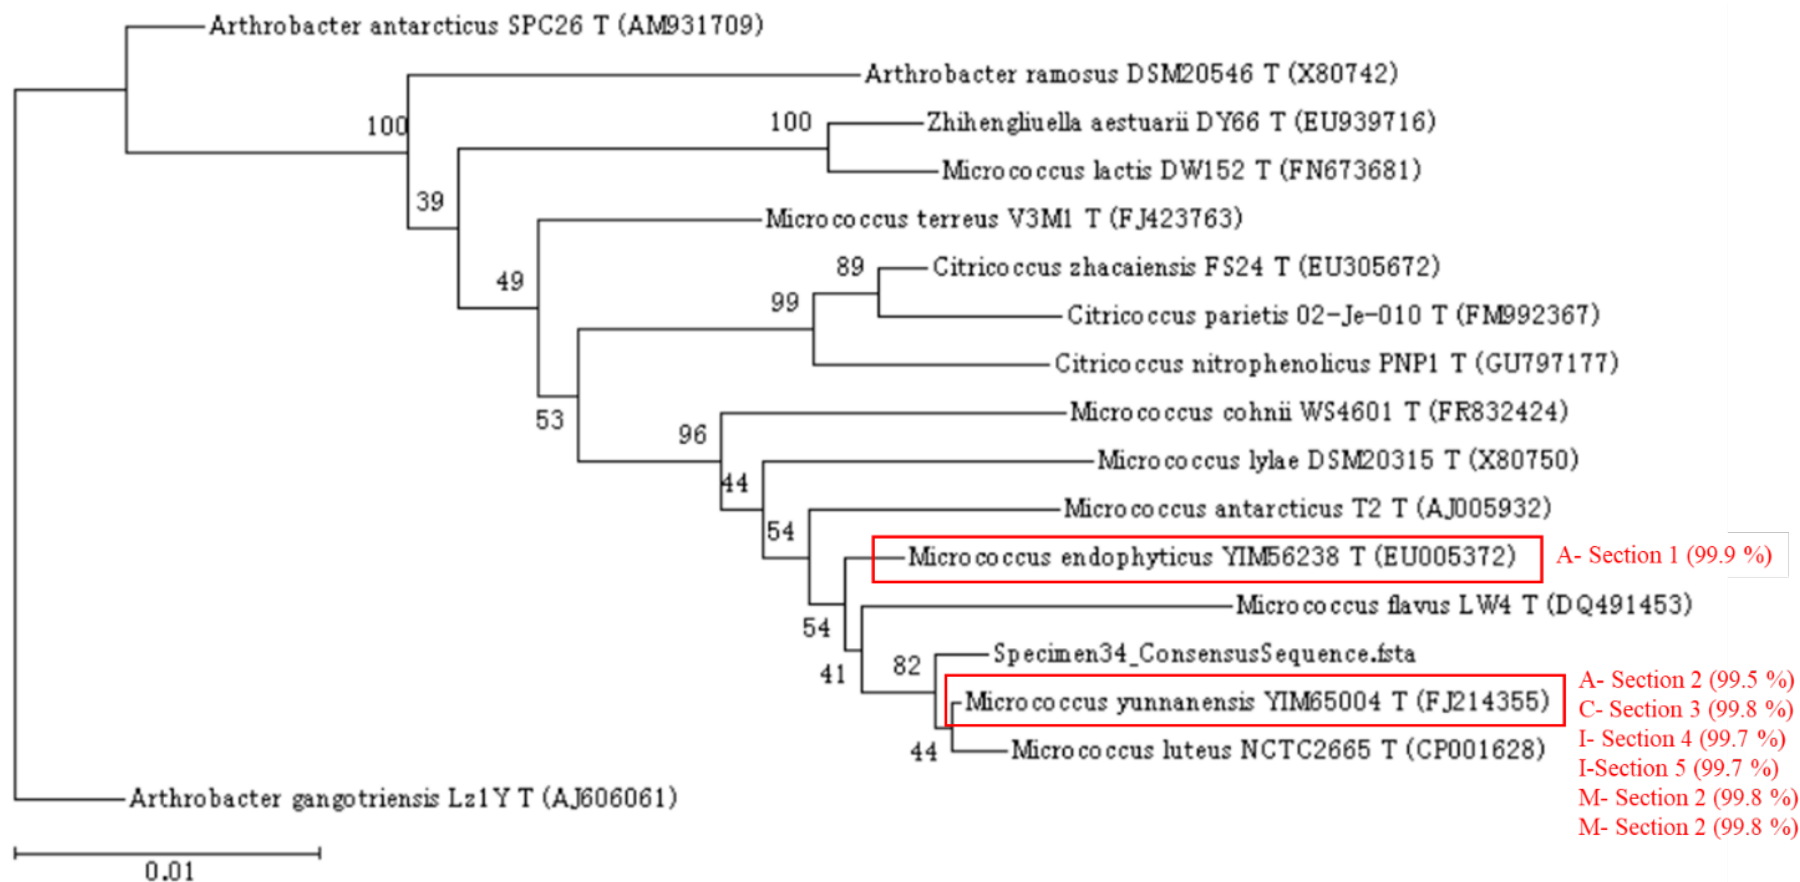 Arthrobacter antarcticus SPC26 T (AM931709)
Arthrobacter ramosus DSM20546 T (X80742)
100
100
Zhihengliuella aestuarii DY66 T (EU939716)
Micrococcus lactis DW152 T (FN673681)
39
Micrococcus terreus V3M1 T (FJ423763)
89
Citricoccus zhacaiensis FS24 T (EU305672)
49
99
Citricoccus parietis 02-Je-010 T (FM992367)
Citricoccus nitrophenolicus PNP1 T (GU797177)
53
Micrococcus cohnii WS4601 T (FR832424)
96
Micrococcus lylae DSM20315 T (X80750)
44
Micrococcus antarcticus T2 T (AJ005932)
54
Micrococcus endophyticus YIM56238 T (EU005372)
A- Section 1 (99.9 %)
Micrococcus flavus LW4 T (DQ491453)
54
Specimen34_ConsensusSequence.fsta
82
41
A- Section 2 (99.5 %)
Micrococcus yunnanensis YIM65004 T (FJ214355)
C- Section 3 (99.8 %)
I- Section 4 (99.7 %)
44
Micrococcus luteus NCTC2665 T (CP001628)
I-Section 5 (99.7 %)
M- Section 2 (99.8 %)
Arthrobacter gangotriensis Lz1Y T (AJ606061)
M- Section 2 (99.8 %)
0.01